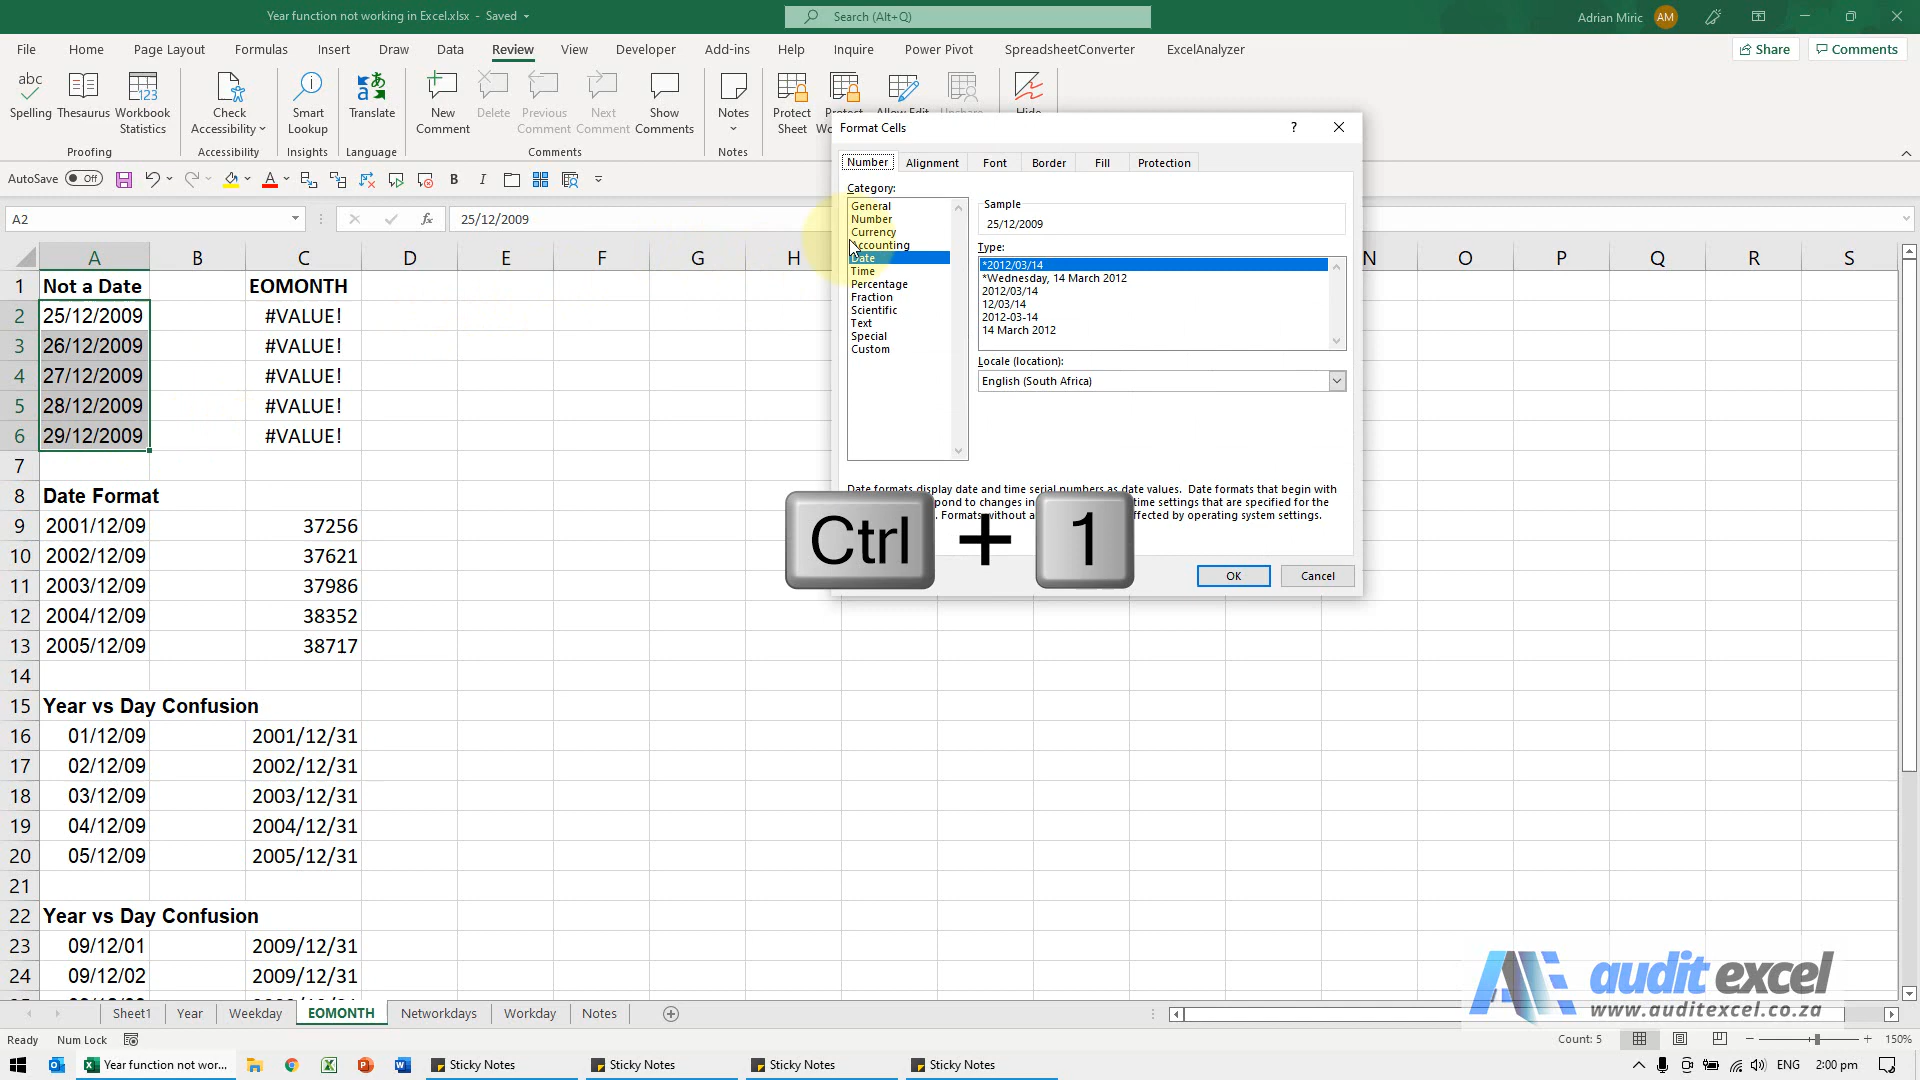 Year function not working in Excel.xlsx - Saved
Search (Alt+Q)
Adrian Miric AM
File Home Page Layout Formulas Insert Draw Data Review View Developer Add-ins Help Inquire Power Pivot SpreadsheetConverter ExcelAnalyzer Share Comments
Spelling Thesaurus Workbook Statistics
Check Accessibility
Smart Lookup
Translate
New Comment
Delete
Previous Comment
Next Comment
Show Comments
Notes
Protect Sheet
Proofing Accessibility Insights Language Comments Notes
AutoSave Off
A2 25/12/2009
A B C D E F G H N O P Q R S
1 Not a Date EOMONTH
2 25/12/2009 #VALUE!
3 26/12/2009 #VALUE!
4 27/12/2009 #VALUE!
5 28/12/2009 #VALUE!
6 29/12/2009 #VALUE!
7
8 Date Format
9 2001/12/09 37256
10 2002/12/09 37621
11 2003/12/09 37986
12 2004/12/09 38352
13 2005/12/09 38717
14
15 Year vs Day Confusion
16 01/12/09 2001/12/31
17 02/12/09 2002/12/31
18 03/12/09 2003/12/31
19 04/12/09 2004/12/31
20 05/12/09 2005/12/31
21
22 Year vs Day Confusion
23 09/12/01 2009/12/31
24 09/12/02 2009/12/31
Format Cells ?
Number Alignment Font Border Fill Protection
Category:
General
Number
Currency
Accounting
Date
Time
Percentage
Fraction
Scientific
Text
Special
Custom
Sample
25/12/2009
Type:
*2012/03/14
*Wednesday, 14 March 2012
2012/03/14
12/03/14
2012-03-14
14 March 2012
Locale (location):
English (South Africa)
Date formats display date and time serial numbers as date values. Date formats that begin with
pond to changes in time settings that are specified for the
. Formats without a ffected by operating system settings.
OK Cancel
Ctrl + 1
audit excel
www.auditexcel.co.za
Sheet1 Year Weekday EOMONTH Networkdays Workday Notes
Ready Num Lock Count: 5 150%
Year function not wor... Sticky Notes Sticky Notes Sticky Notes Sticky Notes ENG 2:00 pm